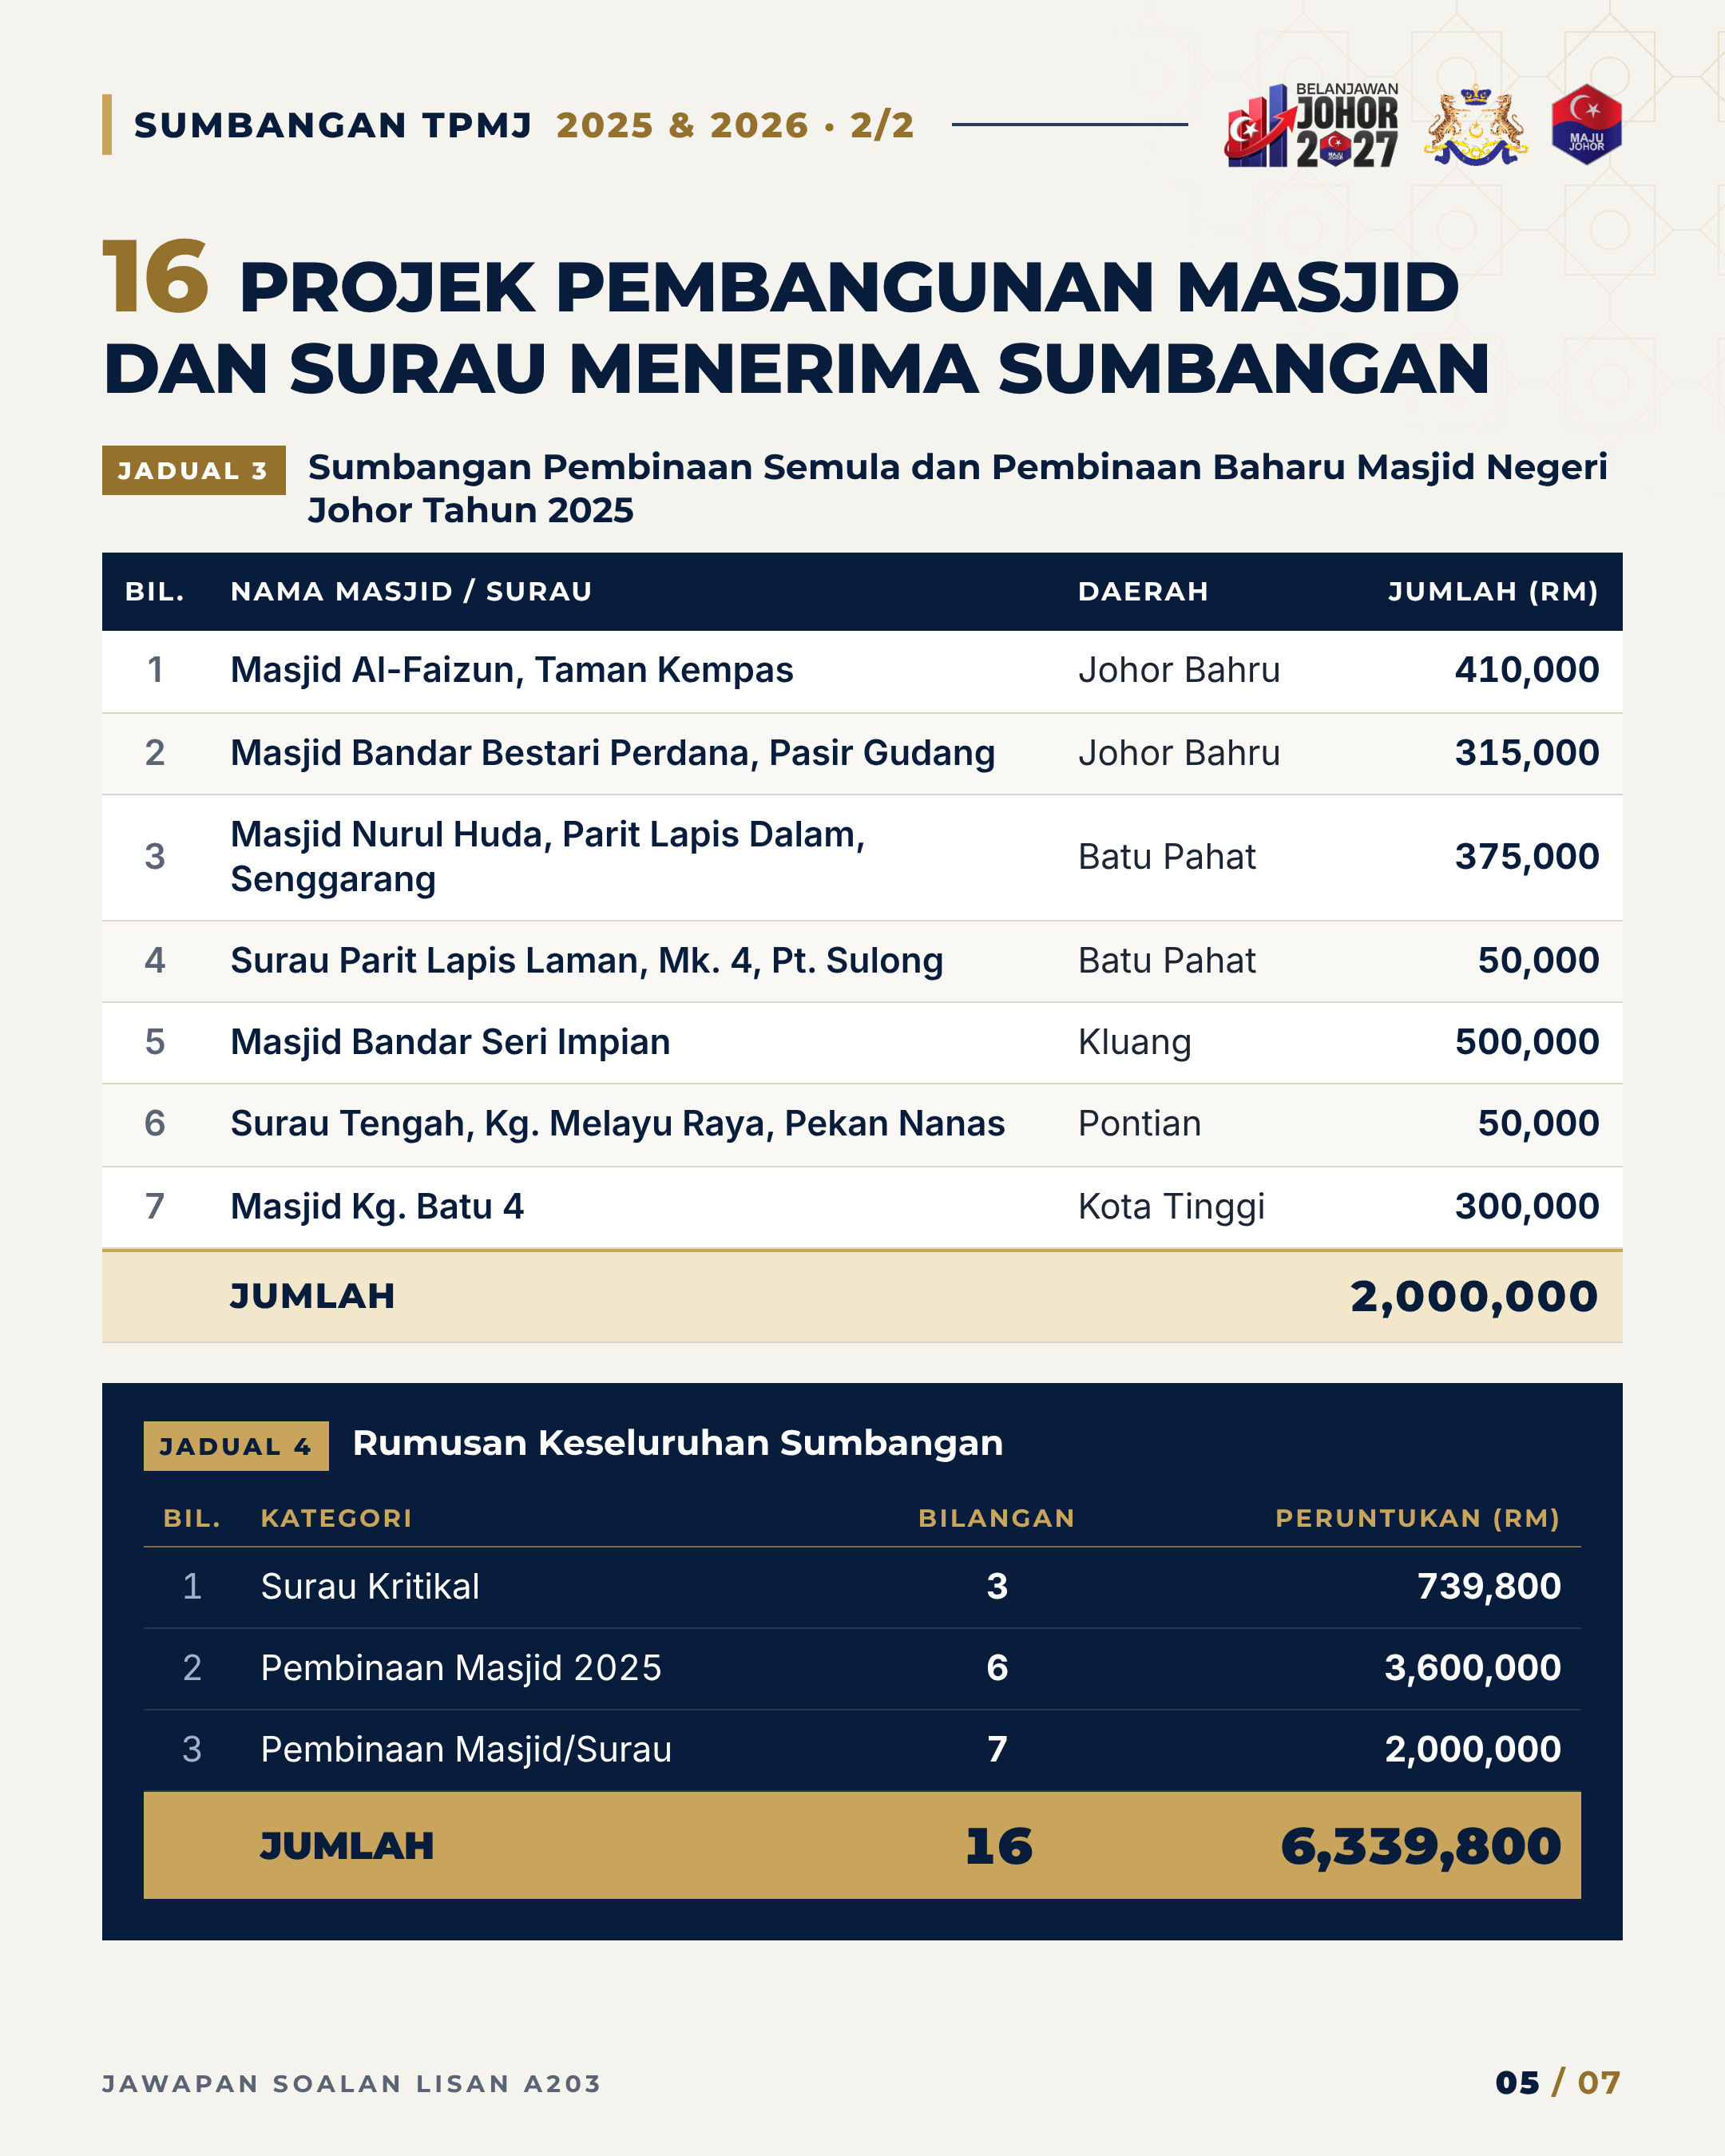 SUMBANGAN TPMJ 2025 & 2026 · 2/2
BELANJAWAN
JOHOR
2027
MAJU
JOHOR
16 PROJEK PEMBANGUNAN MASJID
DAN SURAU MENERIMA SUMBANGAN
JADUAL 3 Sumbangan Pembinaan Semula dan Pembinaan Baharu Masjid Negeri
Johor Tahun 2025
BIL. NAMA MASJID / SURAU DAERAH JUMLAH (RM)
1 Masjid Al-Faizun, Taman Kempas Johor Bahru 410,000
2 Masjid Bandar Bestari Perdana, Pasir Gudang Johor Bahru 315,000
3 Masjid Nurul Huda, Parit Lapis Dalam,
Senggarang Batu Pahat 375,000
4 Surau Parit Lapis Laman, Mk. 4, Pt. Sulong Batu Pahat 50,000
5 Masjid Bandar Seri Impian Kluang 500,000
6 Surau Tengah, Kg. Melayu Raya, Pekan Nanas Pontian 50,000
7 Masjid Kg. Batu 4 Kota Tinggi 300,000
JUMLAH 2,000,000
JADUAL 4 Rumusan Keseluruhan Sumbangan
BIL. KATEGORI BILANGAN PERUNTUKAN (RM)
1 Surau Kritikal 3 739,800
2 Pembinaan Masjid 2025 6 3,600,000
3 Pembinaan Masjid/Surau 7 2,000,000
JUMLAH 16 6,339,800
JAWAPAN SOALAN LISAN A203
05 / 07